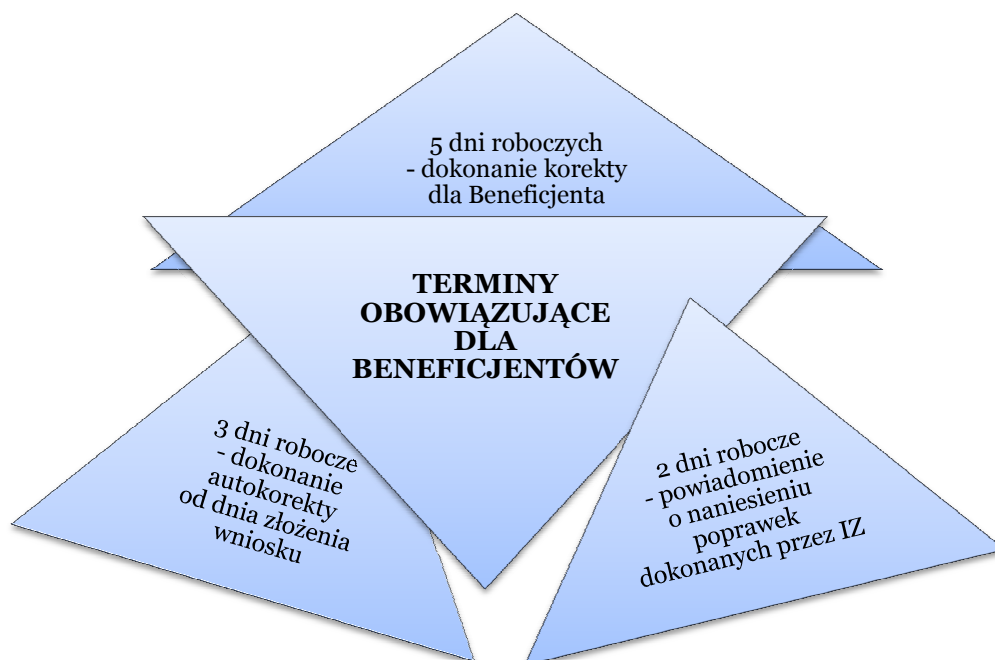 5 dni roboczych
- dokonanie korekty
dla Beneficjenta
TERMINY
OBOWIĄZUJĄCE
DLA
BENEFICJENTÓW
3 dni robocze
- dokonanie
autokorekty
od dnia złożenia
wniosku
2 dni robocze
- powiadomienie
o naniesieniu
poprawek
dokonanych przez IZ